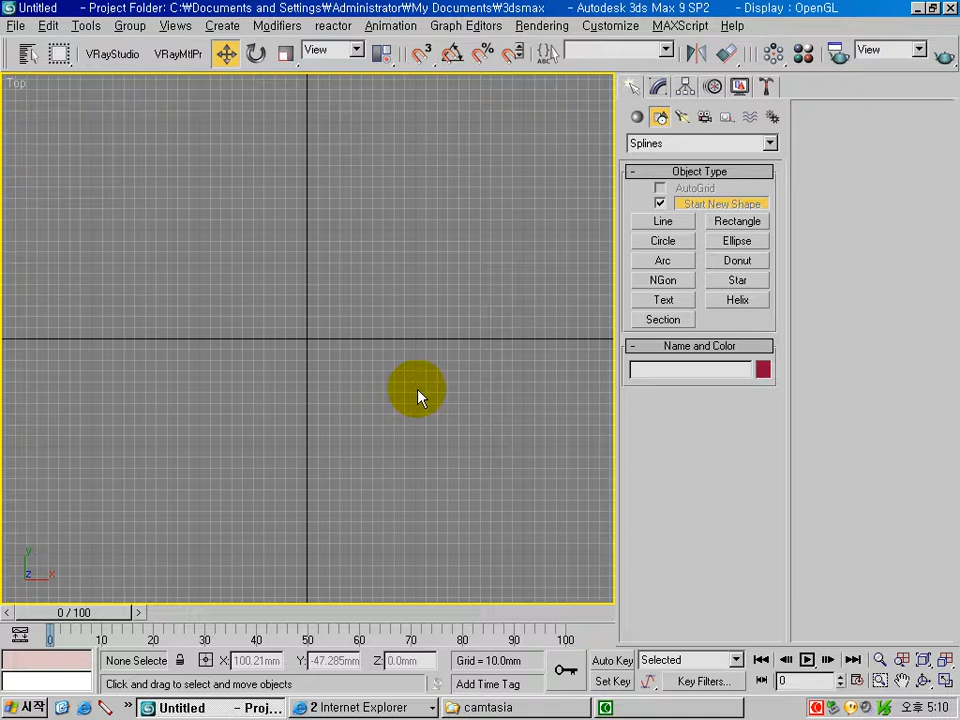 Untitled - Project Folder: C:₩Documents and Settings₩Administrator₩My Documents₩3dsmax - Autodesk 3ds Max 9 SP2 - Display : OpenGL
File Edit Tools Group Views Create Modifiers reactor Animation Graph Editors Rendering Customize MAXScript Help
VRayStudio VRayMtlPr View 3 % {} ABC View
Top
Splines
- Object Type
AutoGrid
Start New Shape
Line Rectangle
Circle Ellipse
Arc Donut
NGon Star
Text Helix
Section
- Name and Color
y
z x
< 0 / 100 >
0 10 20 30 40 50 60 70 80 90 100
None Selecte X: 100.21mm Y: -47.285mm Z: 0.0mm Grid = 10.0mm Auto Key Selected
Click and drag to select and move objects Add Time Tag Set Key Key Filters... 0
시작 » Untitled - Proj... 2 Internet Explorer camtasia « 오후 5:10